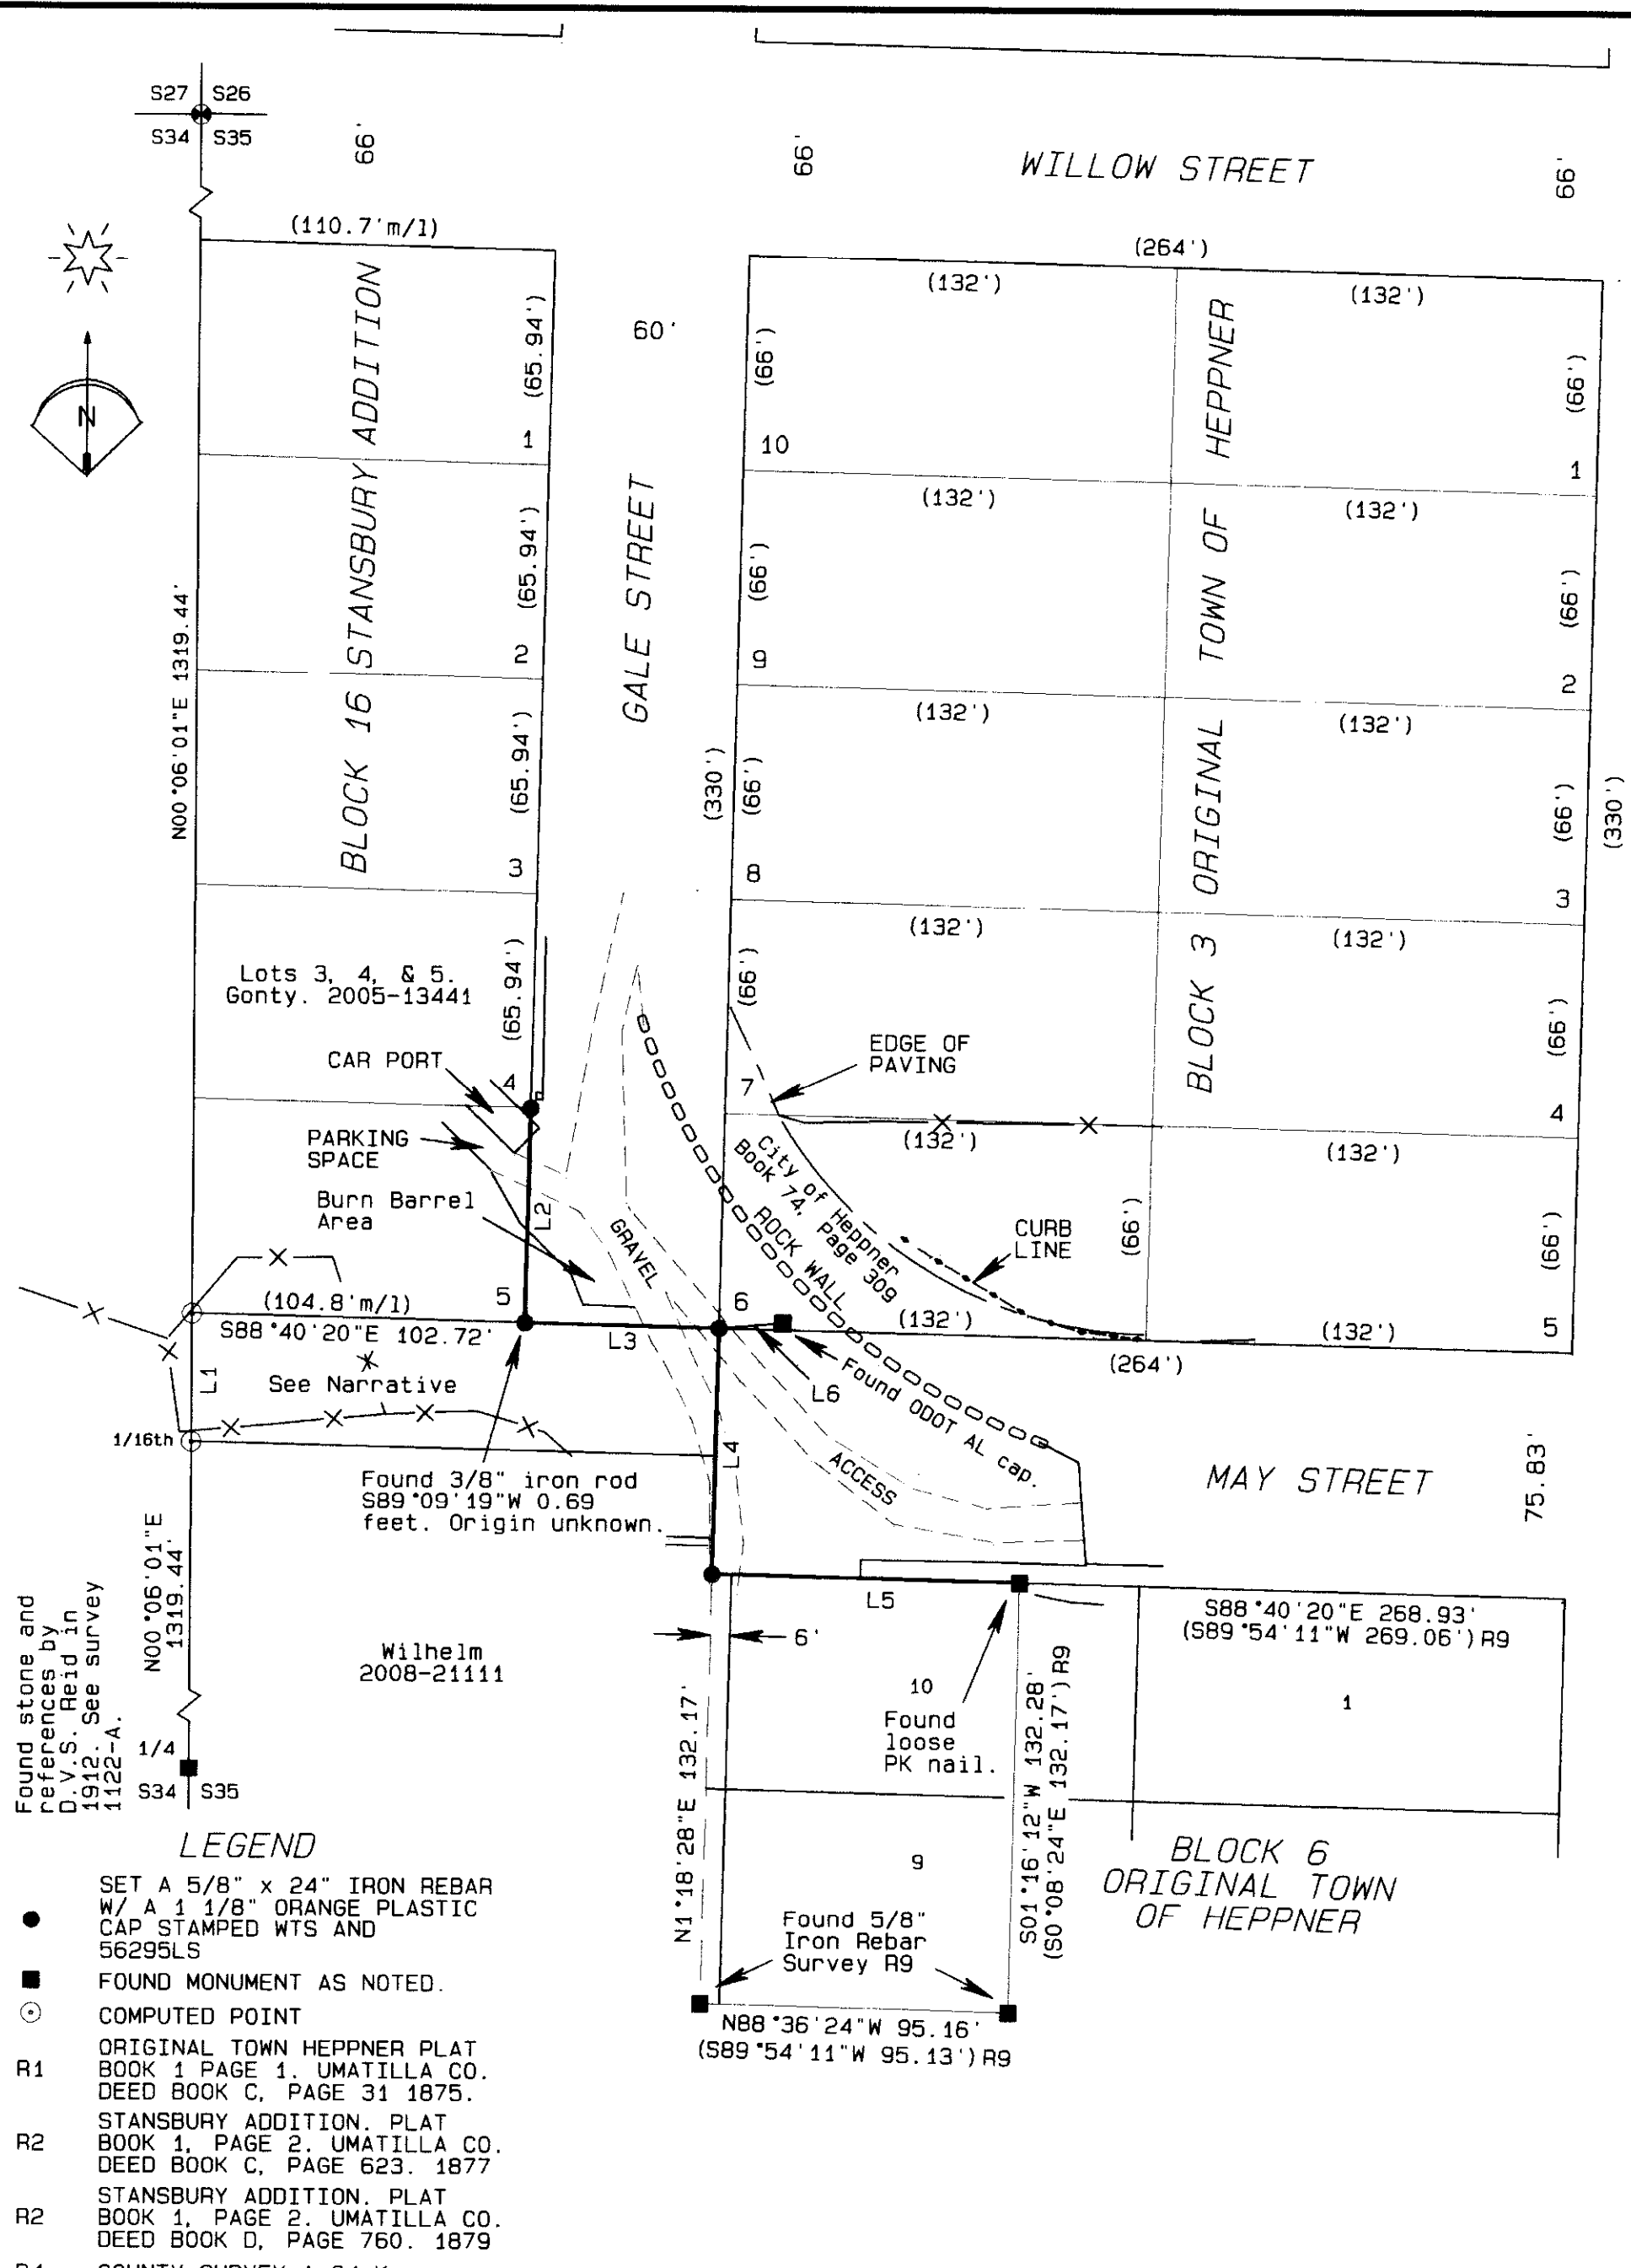 S27 S26
S34 S35
66'
66'
WILLOW STREET
66'
(110.7'm/l)
(264')
(132')
(132')
BLOCK 16 STANSBURY ADDITION
(65.94')
60'
(66')
HEPPNER
(66')
N
1
10
1
(132')
(132')
GALE STREET
(65.94')
(66')
TOWN OF
(66')
N00°06'01"E 1319.44'
2
9
2
(132')
(132')
(65.94')
(330')
(66')
ORIGINAL
(66')
(330')
3
8
3
(132')
(132')
Lots 3, 4, & 5.
Gonty. 2005-13441
(65.94')
(66')
BLOCK 3
(66')
EDGE OF
PAVING
CAR PORT
4
7
4
(132')
(132')
PARKING
SPACE
City of Heppner
Book 74, Page 309
Burn Barrel
Area
L2
GRAVEL
ROCK WALL
CURB
LINE
(66')
(66')
(104.8'm/l)
5
6
(132')
(132')
5
S88°40'20"E 102.72'
L3
(264')
L1
See Narrative
L6
Found ODOT AL cap.
1/16th
L4
ACCESS
MAY STREET
75.83'
Found 3/8" iron rod
S89°09'19"W 0.69
feet. Origin unknown.
N00°06'01"E
1319.44'
Found stone and
references by
D.V.S. Reid in
1912. See survey
1122-A.
L5
S88°40'20"E 268.93'
(S89°54'11"W 269.06')R9
6'
Wilhelm
2008-21111
10
1
Found
loose
PK nail.
N1°18'28"E 132.17'
S01°16'12"W 132.28'
(S0°08'24"E 132.17')R9
1/4
S34 S35
9
BLOCK 6
ORIGINAL TOWN
OF HEPPNER
Found 5/8"
Iron Rebar
Survey R9
N88°36'24"W 95.16'
(S89°54'11"W 95.13')R9
LEGEND
SET A 5/8" x 24" IRON REBAR
W/ A 1 1/8" ORANGE PLASTIC
CAP STAMPED WTS AND
56295LS
FOUND MONUMENT AS NOTED.
COMPUTED POINT
ORIGINAL TOWN HEPPNER PLAT
R1 BOOK 1 PAGE 1. UMATILLA CO.
DEED BOOK C, PAGE 31 1875.
STANSBURY ADDITION. PLAT
R2 BOOK 1, PAGE 2. UMATILLA CO.
DEED BOOK C, PAGE 623. 1877
STANSBURY ADDITION. PLAT
R2 BOOK 1, PAGE 2. UMATILLA CO.
DEED BOOK D, PAGE 760. 1879